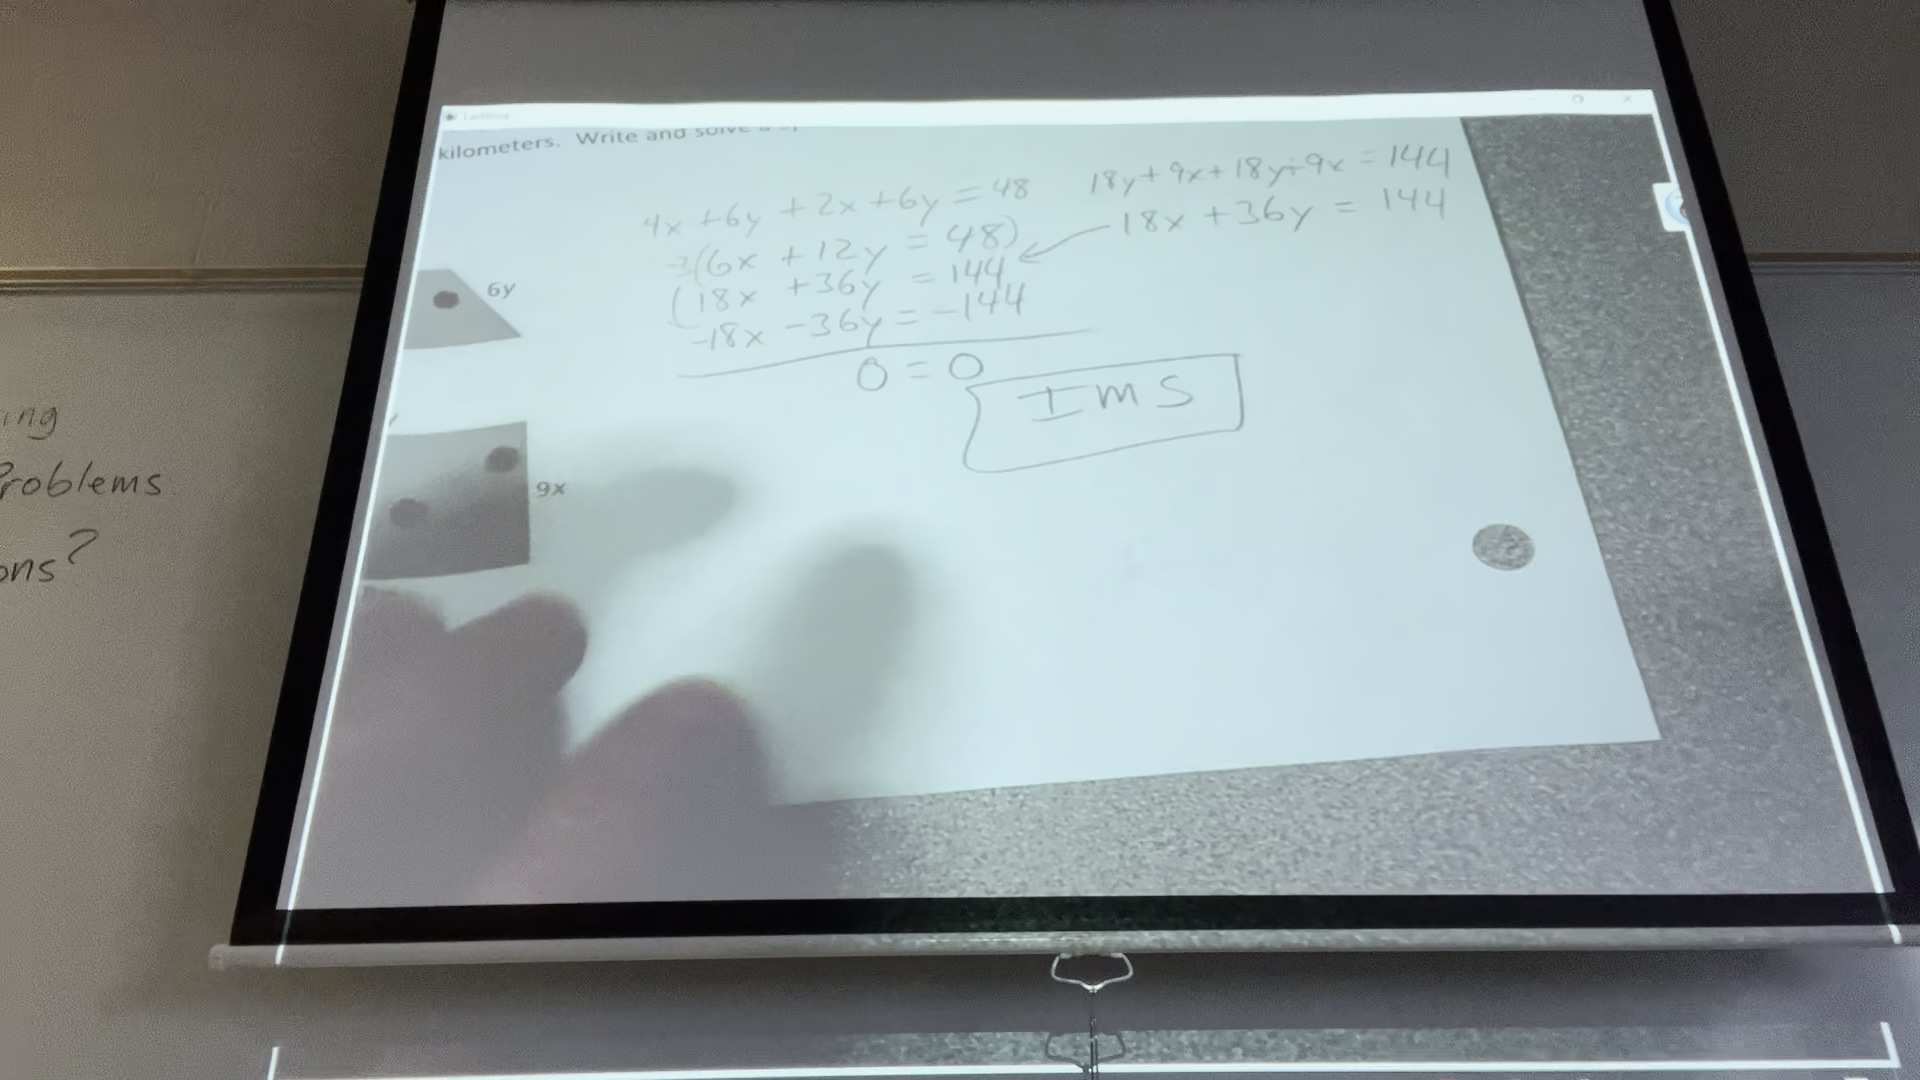 kilometers. Write and solve a
4x + 6y + 2x + 6y = 48
-3(6x + 12y = 48)
(18x + 36y = 144
-18x - 36y = -144
0 = 0
IMS
18y + 9x + 18y + 9x = 144
18x + 36y = 144
6y
9x
ing
Problems
ons?